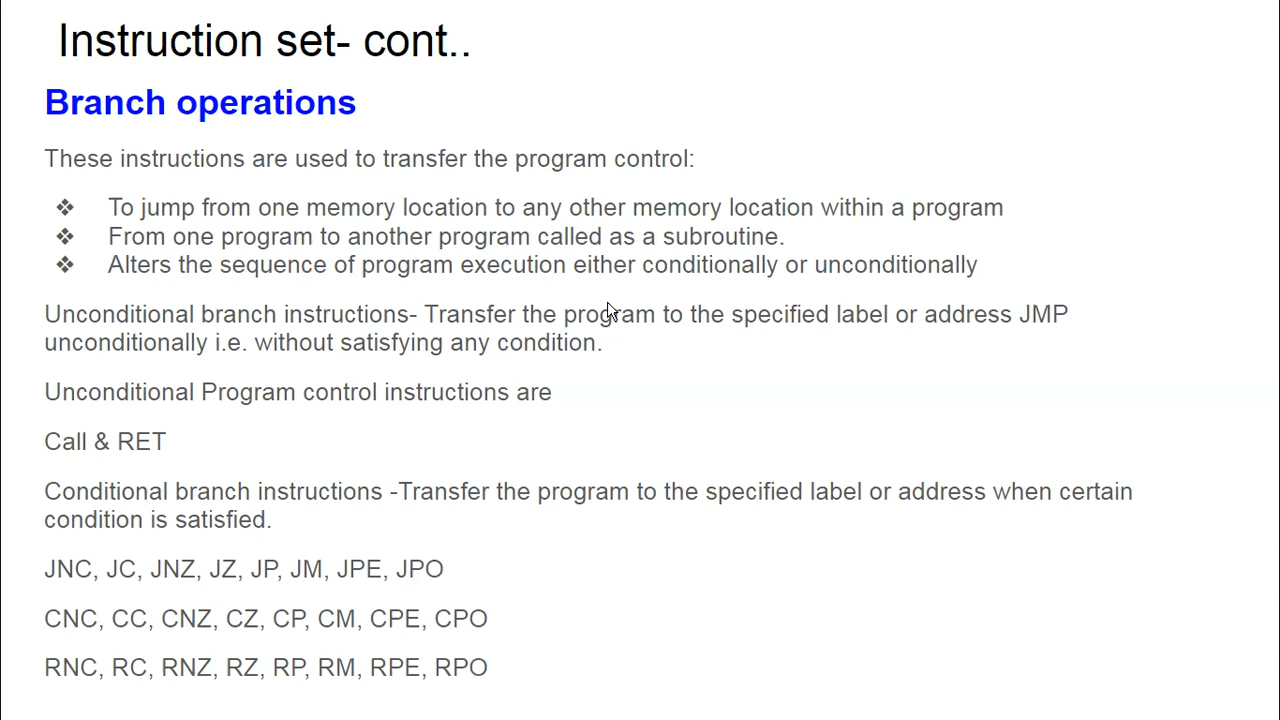 Instruction set- cont..
Branch operations
These instructions are used to transfer the program control:
❖ To jump from one memory location to any other memory location within a program
❖ From one program to another program called as a subroutine.
❖ Alters the sequence of program execution either conditionally or unconditionally
Unconditional branch instructions- Transfer the program to the specified label or address JMP
unconditionally i.e. without satisfying any condition.
Unconditional Program control instructions are
Call & RET
Conditional branch instructions -Transfer the program to the specified label or address when certain
condition is satisfied.
JNC, JC, JNZ, JZ, JP, JM, JPE, JPO
CNC, CC, CNZ, CZ, CP, CM, CPE, CPO
RNC, RC, RNZ, RZ, RP, RM, RPE, RPO